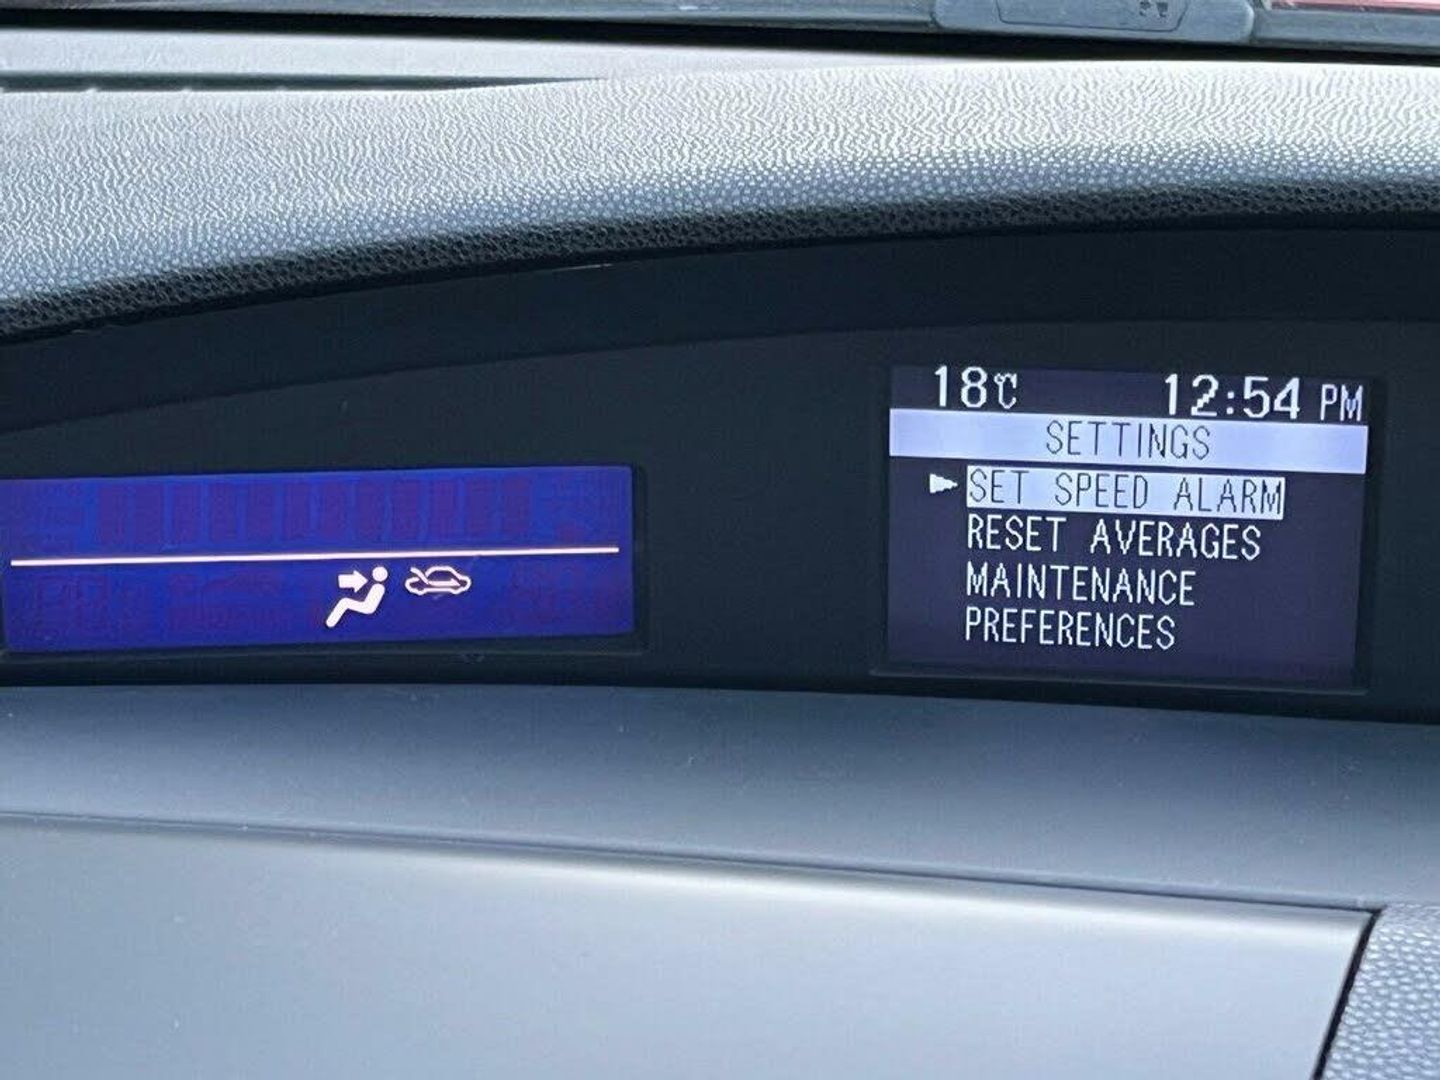 18℃ 12:54 PM
SETTINGS
SET SPEED ALARM
RESET AVERAGES
MAINTENANCE
PREFERENCES